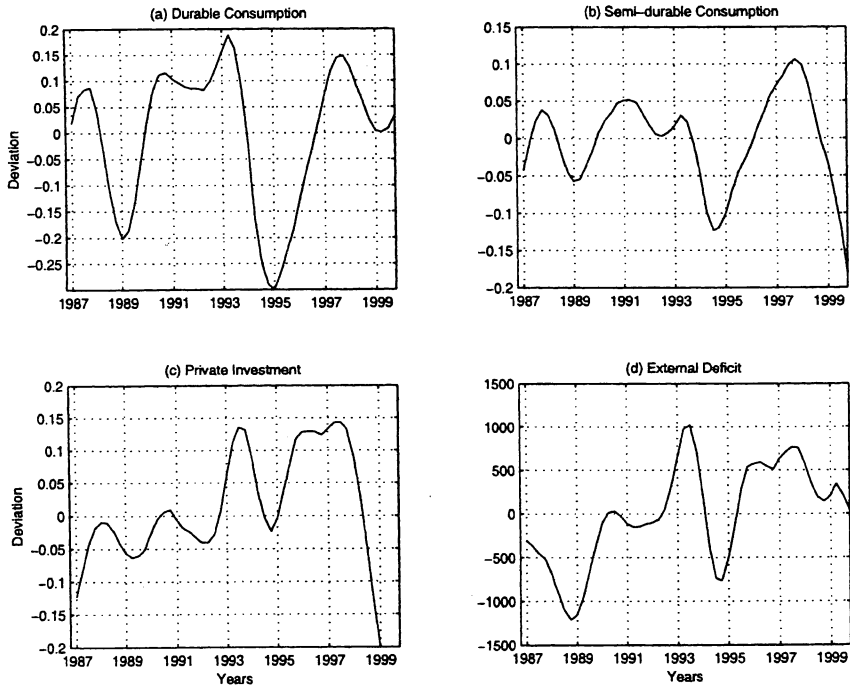 (a) Durable Consumption
0.2
0.15
0.1
0.05
0
−0.05
−0.1
−0.15
−0.2
−0.25
Deviation
1987 1989 1991 1993 1995 1997 1999
(b) Semi−durable Consumption
0.15
0.1
0.05
0
−0.05
−0.1
−0.15
−0.2
1987 1989 1991 1993 1995 1997 1999
(c) Private Investment
0.2
0.15
0.1
0.05
0
−0.05
−0.1
−0.15
−0.2
Deviation
1987 1989 1991 1993 1995 1997 1999
Years
(d) External Deficit
1500
1000
500
0
−500
−1000
−1500
1987 1989 1991 1993 1995 1997 1999
Years